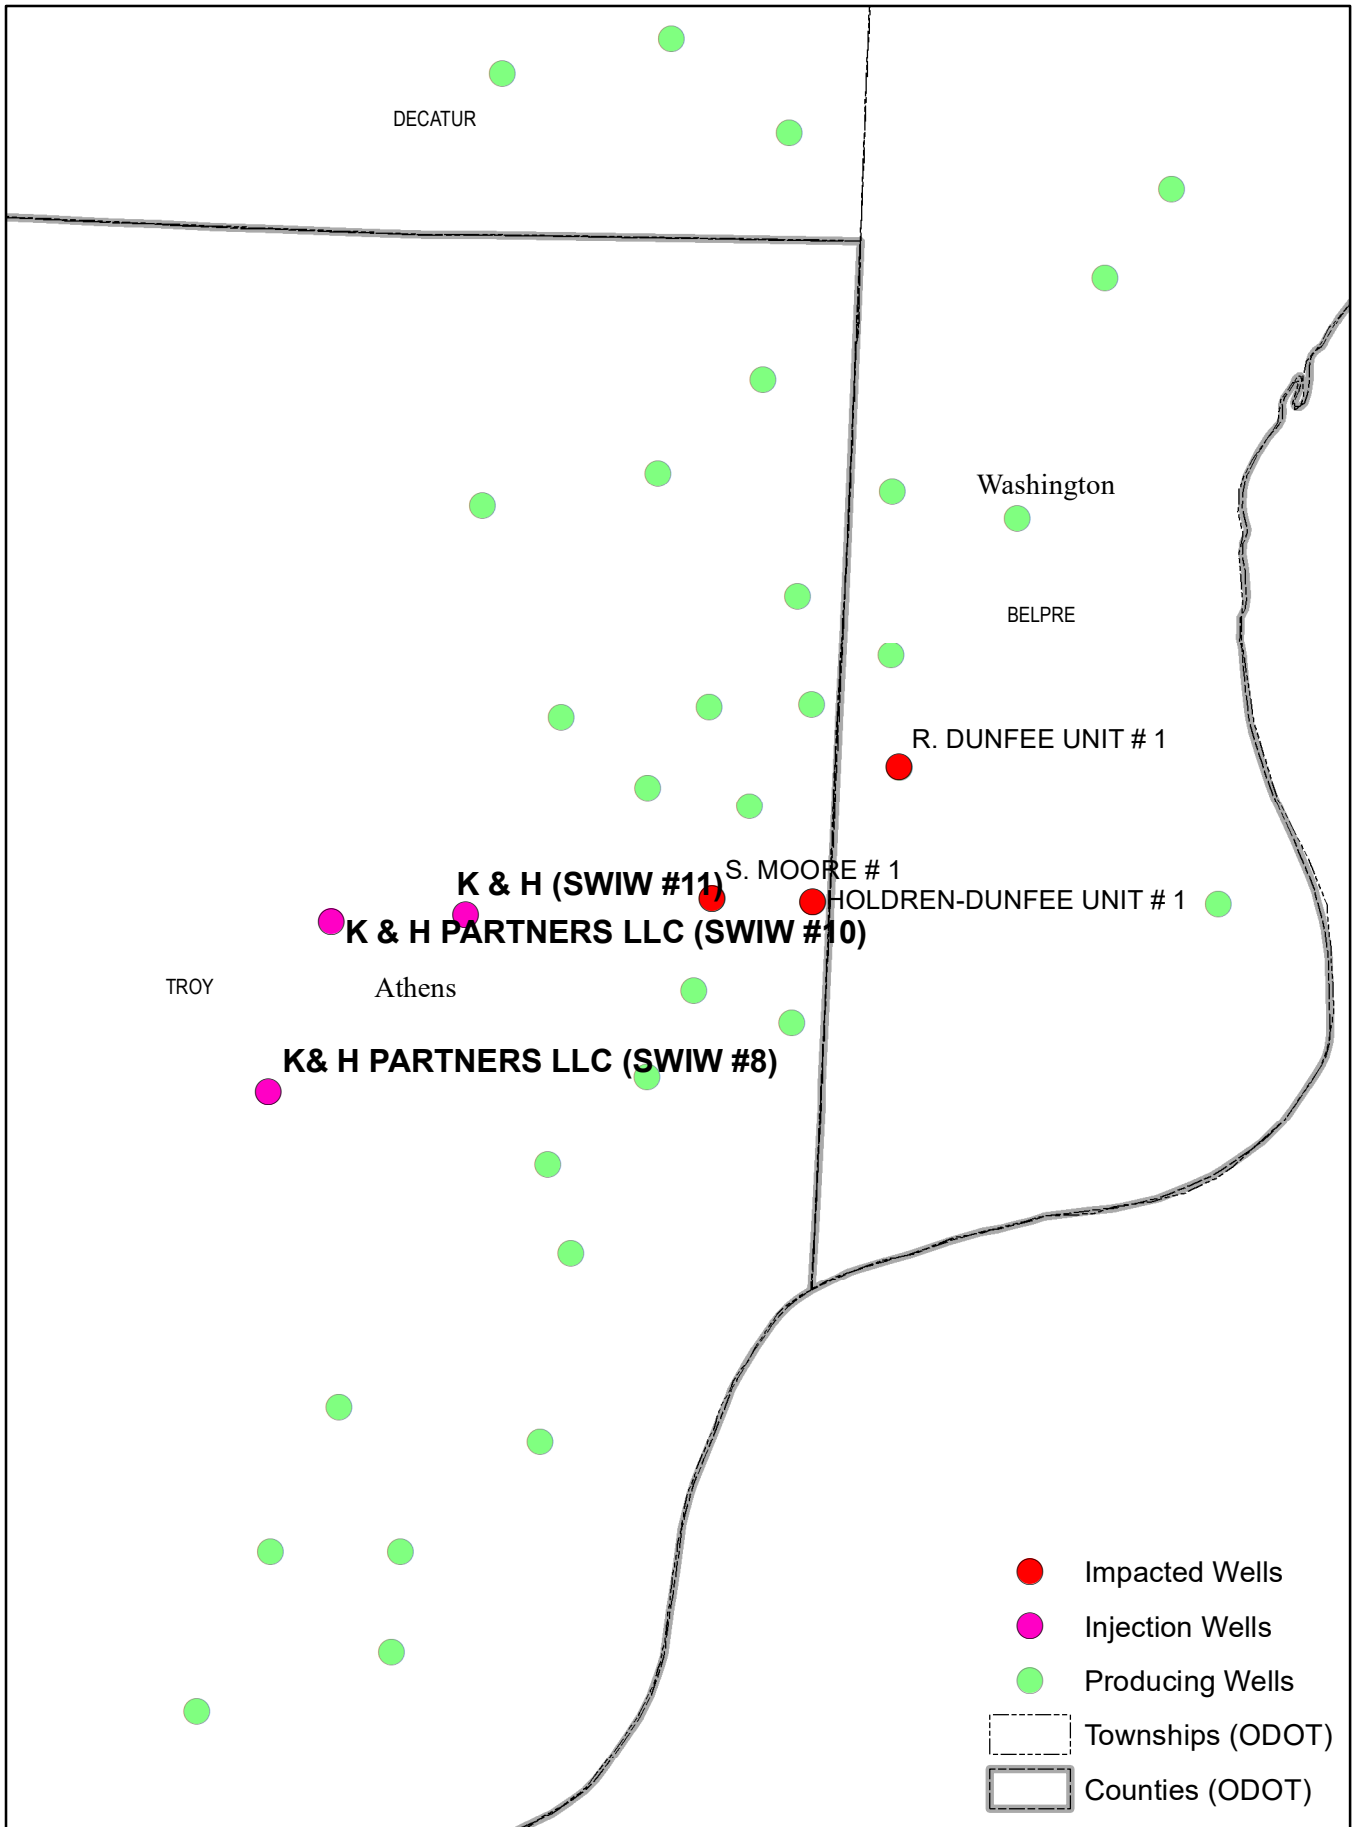 DECATUR
Washington
BELPRE
R. DUNFEE UNIT # 1
S. MOORE # 1
K & H (SWIW #11)
HOLDREN-DUNFEE UNIT # 1
K & H PARTNERS LLC (SWIW #10)
TROY
Athens
K& H PARTNERS LLC (SWIW #8)
Impacted Wells
Injection Wells
Producing Wells
Townships (ODOT)
Counties (ODOT)